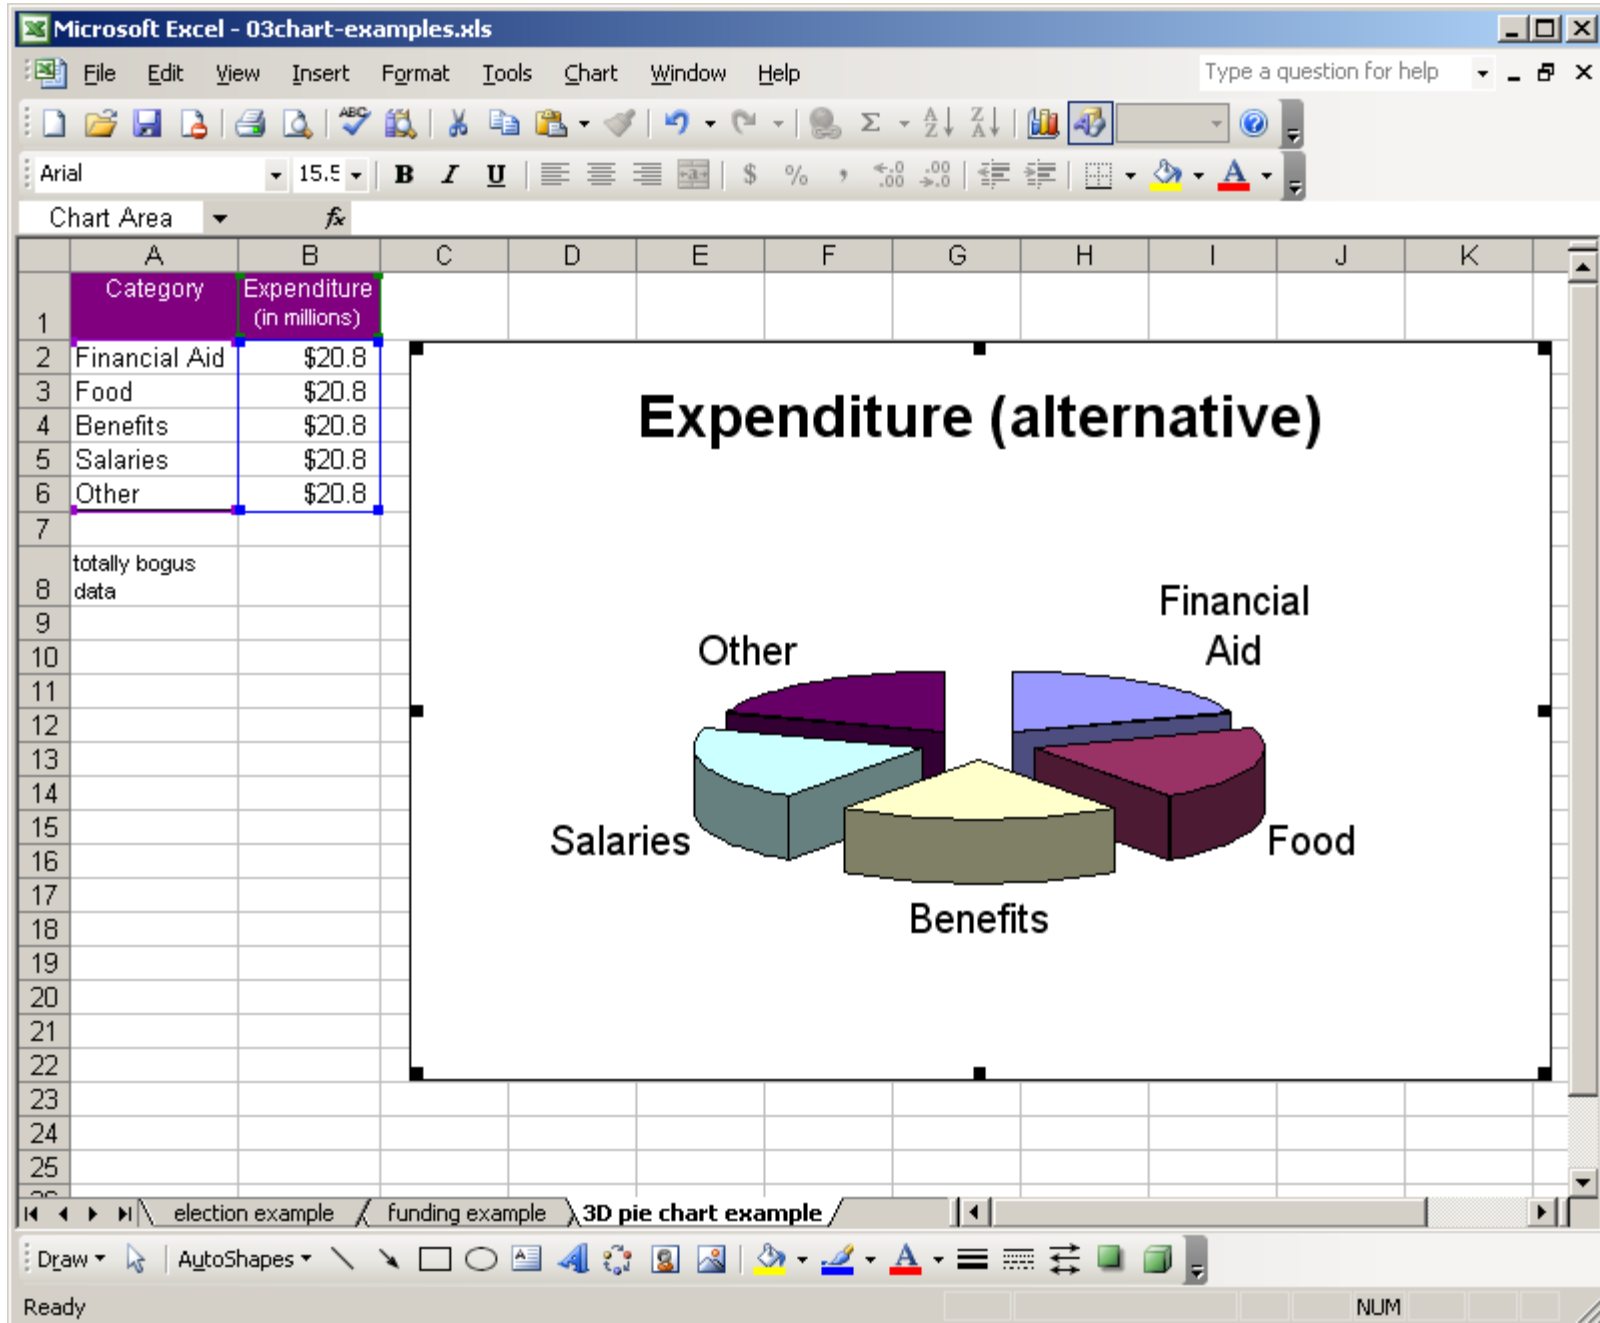 Microsoft Excel - 03chart-examples.xls
File Edit View Insert Format Tools Chart Window Help Type a question for help
Arial 15.5 B I U $ % ,
Chart Area fx
A B C D E F G H I J K
1 Category Expenditure
(in millions)
2 Financial Aid $20.8
3 Food $20.8
4 Benefits $20.8
5 Salaries $20.8
6 Other $20.8
7
8 totally bogus
data
9
10
11
12
13
14
15
16
17
18
19
20
21
22
23
24
25
Expenditure (alternative)
Financial
Aid
Other
Salaries
Food
Benefits
election example funding example 3D pie chart example
Draw AutoShapes
Ready NUM